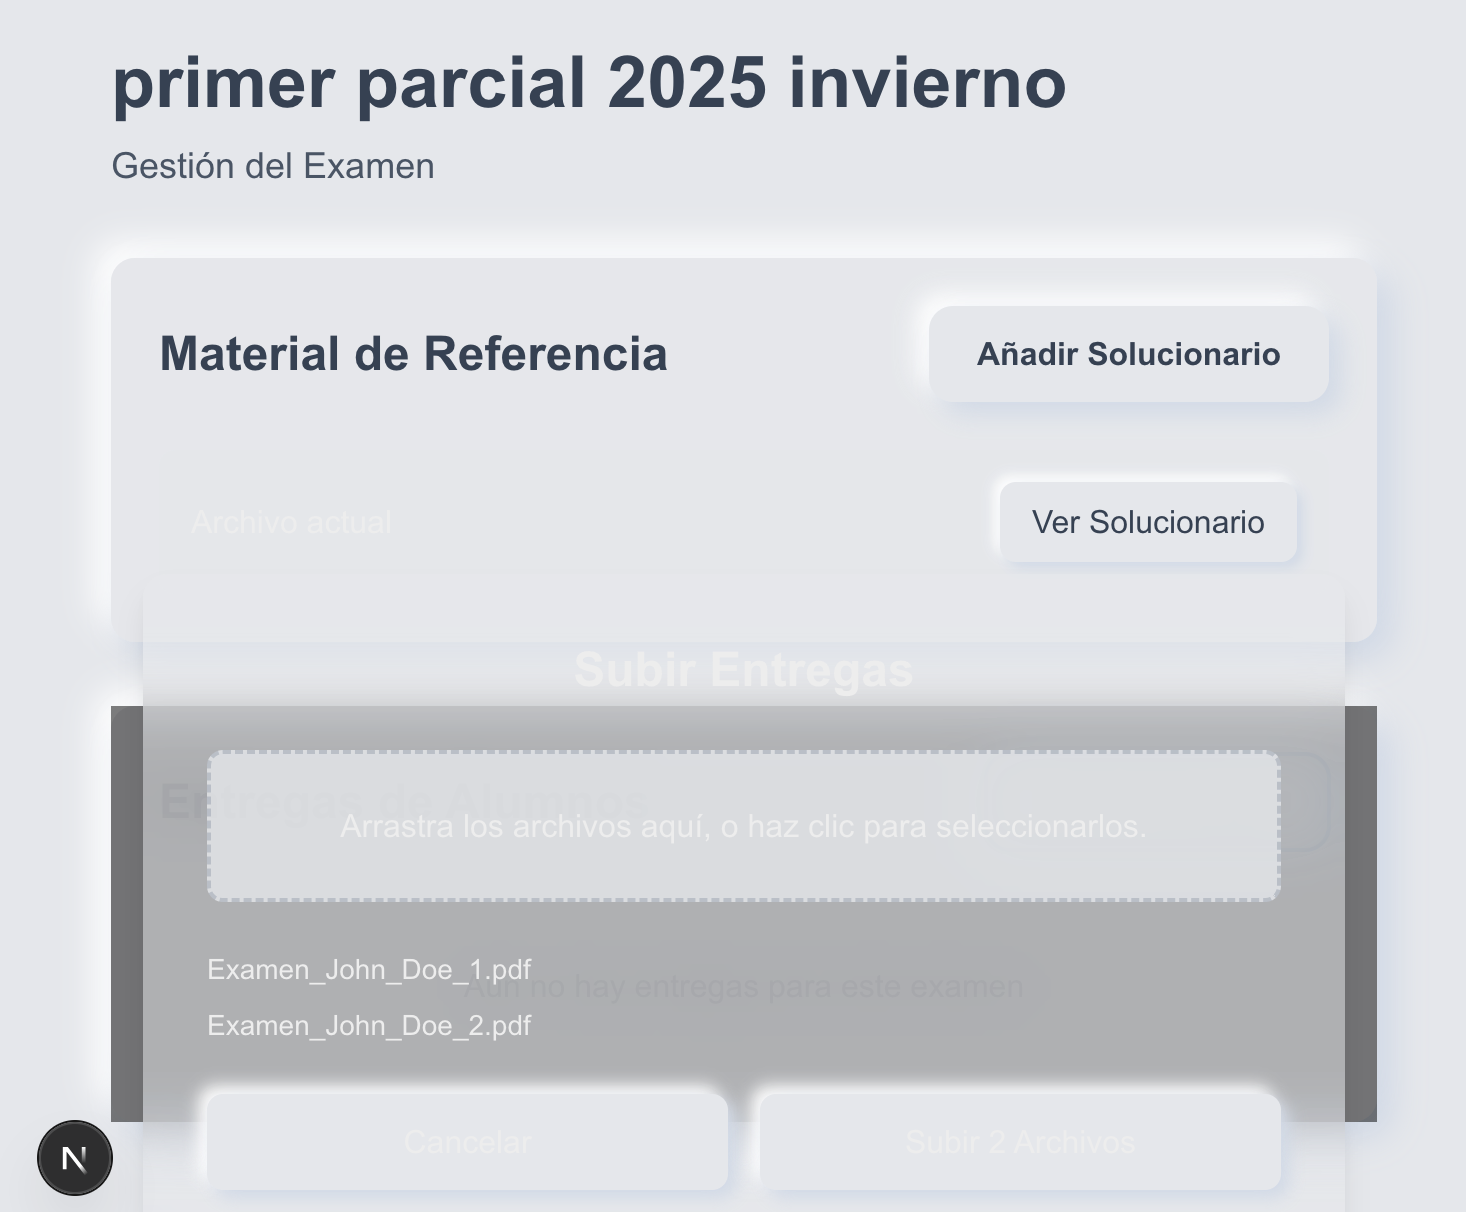 primer parcial 2025 invierno
Gestión del Examen
Material de Referencia
Añadir Solucionario
Archivo actual
Ver Solucionario
Subir Entregas
Entregas de Alumnos
Arrastra los archivos aquí, o haz clic para seleccionarlos.
Examen_John_Doe_1.pdf
Aún no hay entregas para este examen
Examen_John_Doe_2.pdf
Cancelar
Subir 2 Archivos
N